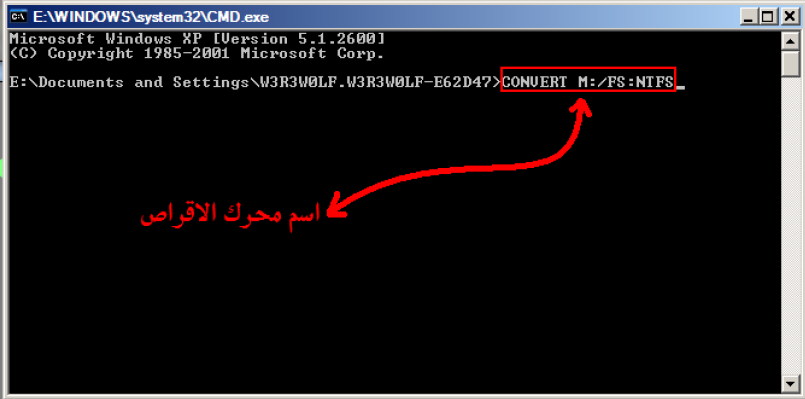 E:\WINDOWS\system32\CMD.exe
Microsoft Windows XP [Version 5.1.2600]
(C) Copyright 1985-2001 Microsoft Corp.
E:\Documents and Settings\W3R3W0LF.W3R3W0LF-E62D47>CONVERT M:/FS:NTFS_
اسم محرك الاقراص